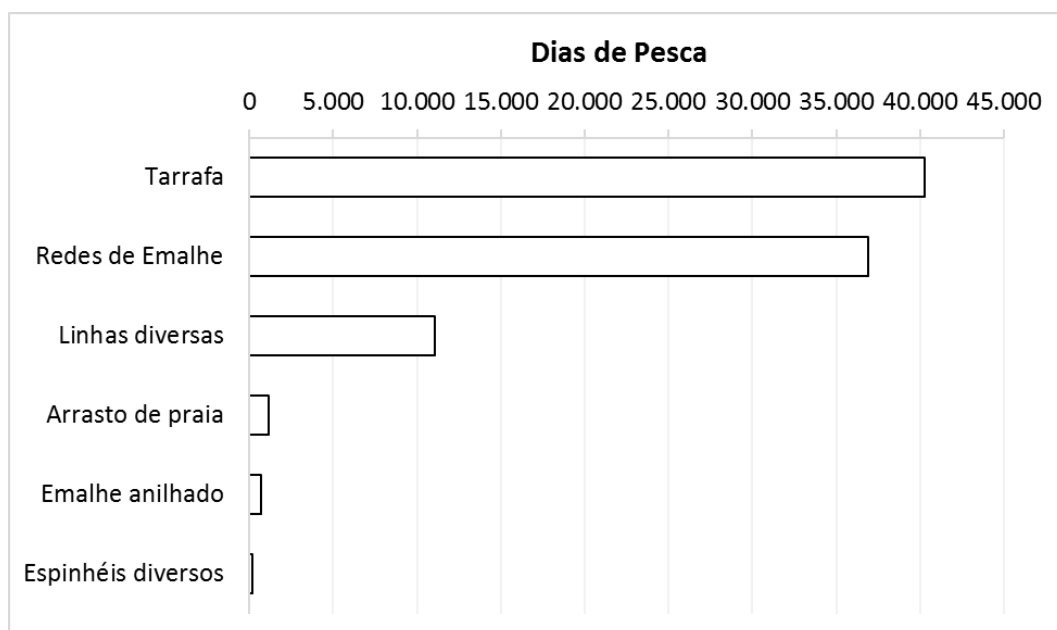 Dias de Pesca
0 5.000 10.000 15.000 20.000 25.000 30.000 35.000 40.000 45.000
Tarrafa
Redes de Emalhe
Linhas diversas
Arrasto de praia
Emalhe anilhado
Espinhéis diversos